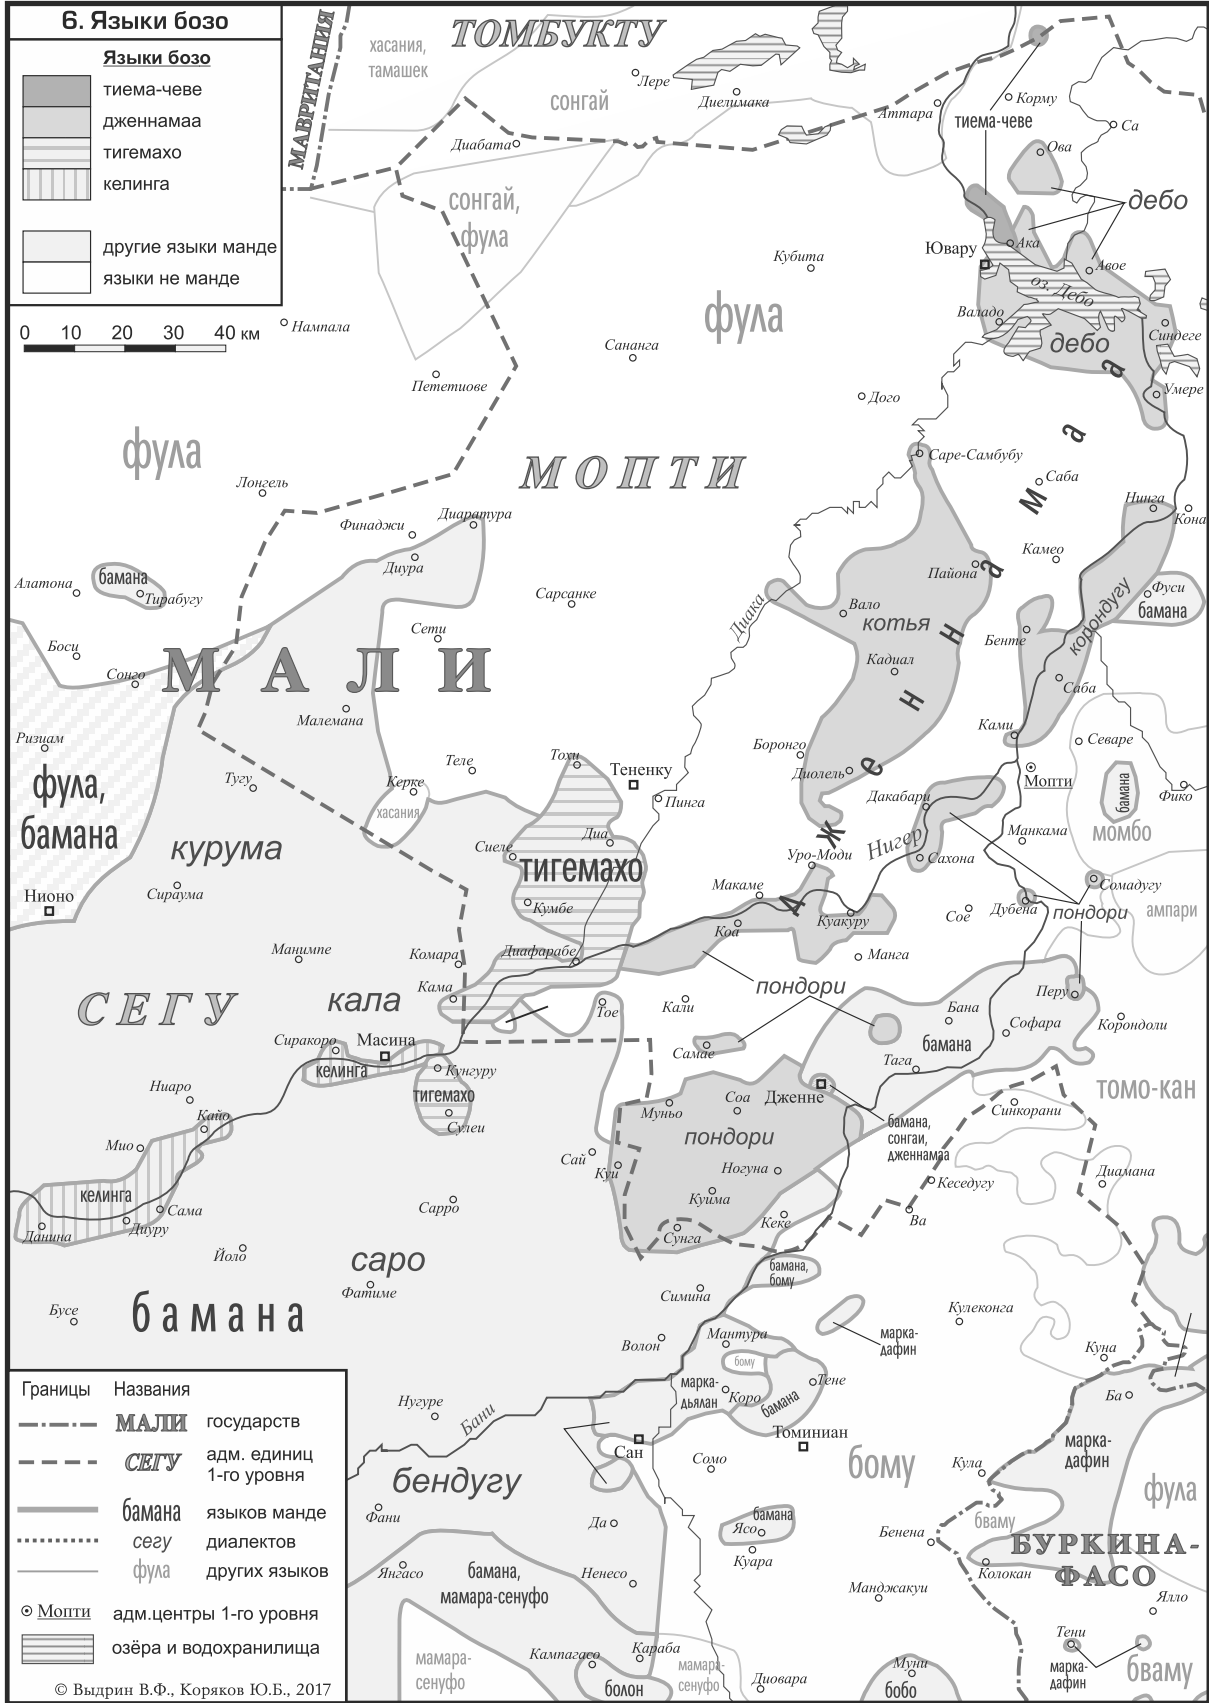 6. Языки бозо
Языки бозо
тиема-чеве
дженнамаа
тигемахо
келинга
другие языки манде
языки не манде
0 10 20 30 40 км
МАВРИТАНИЯ
ТОМБУКТУ
хасания,
тамашек
Лере
Диелимака
сонгай
Аттара
Корму
тиема-чеве
Са
Диабата
Ова
дебо
сонгай,
фула
Ювару
Ака
Авое
Кубита
оз. Дебо
фула
Валадо
дебо
Синдеге
Нампала
Сананга
Пететиове
Умере
Дого
фула
МОПТИ
Саре-Самбубу
Саба
Лонгель
Нинга
Кона
Финаджи
Диаратура
Диура
Камео
Пайона
Алатона
бамана
Тирабугу
Сарсанке
Диака
Вало
котья
корондугу
Фуси
бамана
Сети
Бенте
Боси
Сонго
МАЛИ
Кадиал
Саба
Малемана
дженнамаа
Ками
Севаре
Ризиам
Боронго
Тохи
Теле
Тененку
Диолель
Мопти
Фико
Тугу
Керке
хасания
Пинга
Дакабари
бамана
момбо
фула,
бамана
Нигер
Манкама
курума
Сиеле
Диа
тигемахо
Уро-Моди
Сахона
Нионо
Сираума
Кумбе
Макаме
Сомадугу
Дубена
пондори
ампари
Куакуру
Сое
Коа
Манимпе
Комара
Диафарабе
Манга
Кама
пондори
Перу
СЕГУ
кала
Тое
Кали
Бана
Софара
Корондоли
Сиракоро
Масина
Самае
бамана
келинга
Кунгуру
Тага
томо-кан
Ниаро
тигемахо
Соа
Дженне
Муньо
Синкорани
Кайо
Сулеи
пондори
бамана,
сонгаи,
дженнамаа
Мио
Сай
Куи
Ногуна
Диамана
келинга
Куима
Кеседугу
Сама
Сарро
Данина
Диуру
Кеке
Ва
Сунга
Йоло
саро
бамана,
бому
Фатиме
Симина
Бусе
бамана
Кулеконга
Мантура
марка-
дафин
Волон
Куна
бому
марка-
дьялан
Тене
Коро
бамана
Ба
Нугуре
Бани
Томиниан
марка-
дафин
Сан
Сомо
бому
Кула
бендугу
фула
Фани
бамана
Ясо
бваму
Да
Бенена
БУРКИНА-
ФАСО
Куара
Колокан
Янгасо
бамана,
мамара-сенуфо
Ненесо
Манджакуи
Ялло
Тени
Кампагасо
Караба
мамара-
сенуфо
мамара-
сенуфо
Диовара
Муни
марка-
дафин
бваму
болон
бобо
Границы Названия
МАЛИ государств
СЕГУ адм. единиц
1-го уровня
бамана языков манде
сегу диалектов
фула других языков
Мопти адм.центры 1-го уровня
озёра и водохранилища
© Выдрин В.Ф., Коряков Ю.Б., 2017